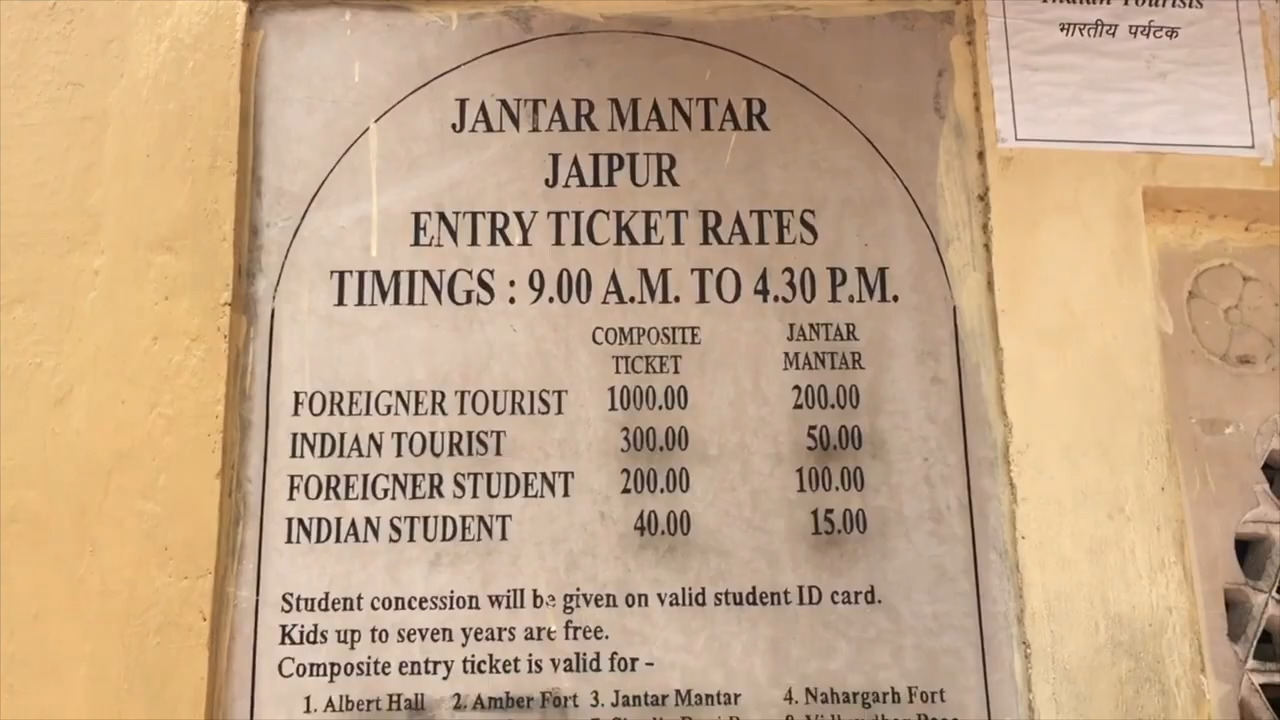 Indian Tourists
भारतीय पर्यटक
JANTAR MANTAR
JAIPUR
ENTRY TICKET RATES
TIMINGS : 9.00 A.M. TO 4.30 P.M.
COMPOSITE TICKET JANTAR MANTAR
FOREIGNER TOURIST 1000.00 200.00
INDIAN TOURIST 300.00 50.00
FOREIGNER STUDENT 200.00 100.00
INDIAN STUDENT 40.00 15.00
Student concession will be given on valid student ID card.
Kids up to seven years are free.
Composite entry ticket is valid for -
1. Albert Hall 2. Amber Fort 3. Jantar Mantar 4. Nahargarh Fort